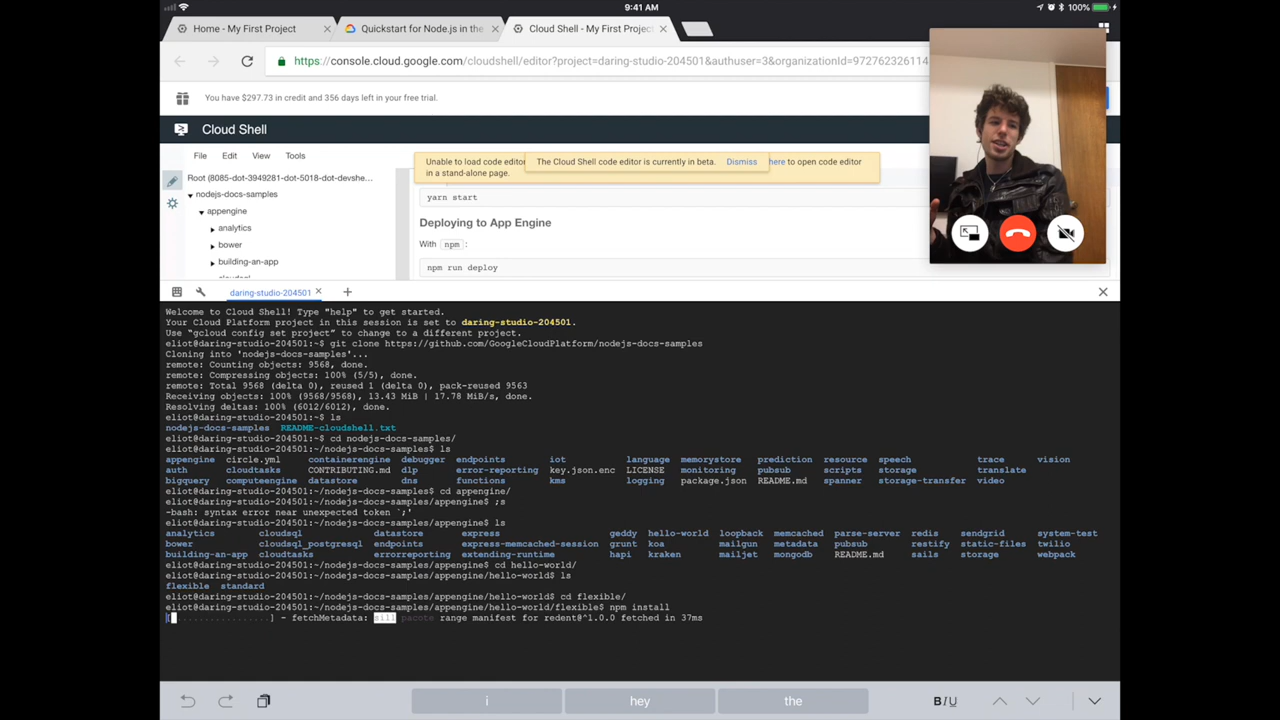 9:41 AM
100%
Home - My First Project
Quickstart for Node.js in the
Cloud Shell - My First Project
https://console.cloud.google.com/cloudshell/editor?project=daring-studio-204501&authuser=3&organizationId=972762326114
You have $297.73 in credit and 356 days left in your free trial.
Cloud Shell
File Edit View Tools
Unable to load code editor
The Cloud Shell code editor is currently in beta. Dismiss
here to open code editor
in a stand-alone page.
Root (8085-dot-3949281-dot-5018-dot-devshe...
nodejs-docs-samples
appengine
analytics
bower
building-an-app
cloudsql
yarn start
Deploying to App Engine
With npm :
npm run deploy
daring-studio-204501
Welcome to Cloud Shell! Type "help" to get started.
Your Cloud Platform project in this session is set to daring-studio-204501.
Use “gcloud config set project” to change to a different project.
eliot@daring-studio-204501:~$ git clone https://github.com/GoogleCloudPlatform/nodejs-docs-samples
Cloning into 'nodejs-docs-samples'...
remote: Counting objects: 9568, done.
remote: Compressing objects: 100% (5/5), done.
remote: Total 9568 (delta 0), reused 1 (delta 0), pack-reused 9563
Receiving objects: 100% (9568/9568), 13.43 MiB | 17.78 MiB/s, done.
Resolving deltas: 100% (6012/6012), done.
eliot@daring-studio-204501:~$ ls
nodejs-docs-samples README-cloudshell.txt
eliot@daring-studio-204501:~$ cd nodejs-docs-samples/
eliot@daring-studio-204501:~/nodejs-docs-samples$ ls
appengine circle.yml containerengine debugger endpoints iot language memorystore prediction resource speech trace vision
auth cloudtasks CONTRIBUTING.md dlp error-reporting key.json.enc LICENSE monitoring pubsub scripts storage translate
bigquery computeengine datastore dns functions kms logging package.json README.md spanner storage-transfer video
eliot@daring-studio-204501:~/nodejs-docs-samples$ cd appengine/
eliot@daring-studio-204501:~/nodejs-docs-samples/appengine$ ;s
-bash: syntax error near unexpected token `;'
eliot@daring-studio-204501:~/nodejs-docs-samples/appengine$ ls
analytics cloudsql datastore express geddy hello-world loopback memcached parse-server redis sendgrid system-test
bower cloudsql_postgresql endpoints express-memcached-session grunt koa mailgun metadata pubsub restify static-files twilio
building-an-app cloudtasks errorreporting extending-runtime hapi kraken mailjet mongodb README.md sails storage webpack
eliot@daring-studio-204501:~/nodejs-docs-samples/appengine$ cd hello-world/
eliot@daring-studio-204501:~/nodejs-docs-samples/appengine/hello-world$ ls
flexible standard
eliot@daring-studio-204501:~/nodejs-docs-samples/appengine/hello-world$ cd flexible/
eliot@daring-studio-204501:~/nodejs-docs-samples/appengine/hello-world/flexible$ npm install
[ .................] - fetchMetadata: sill pacote range manifest for redent@^1.0.0 fetched in 37ms
i
hey
the
BIU